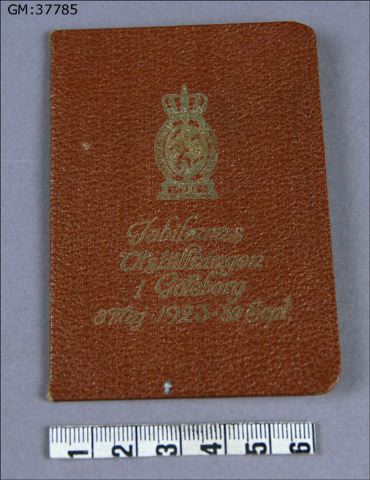 GM:37785
Jubileums
Utställningen
i Göteborg
8 Maj - 1923 - 30 Sept.
1 2 3 4 5 6